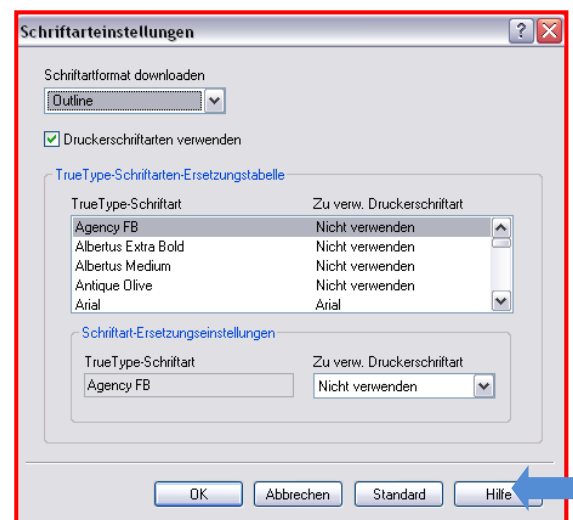 Schriftarteinstellungen
Schriftartformat downloaden
Outline
Druckerschriftarten verwenden
TrueType-Schriftarten-Ersetzungstabelle
TrueType-Schriftart Zu verw. Druckerschriftart
Agency FB Nicht verwenden
Albertus Extra Bold Nicht verwenden
Albertus Medium Nicht verwenden
Antique Olive Nicht verwenden
Arial Arial
Schriftart-Ersetzungseinstellungen
TrueType-Schriftart Zu verw. Druckerschriftart
Agency FB Nicht verwenden
OK Abbrechen Standard Hilfe